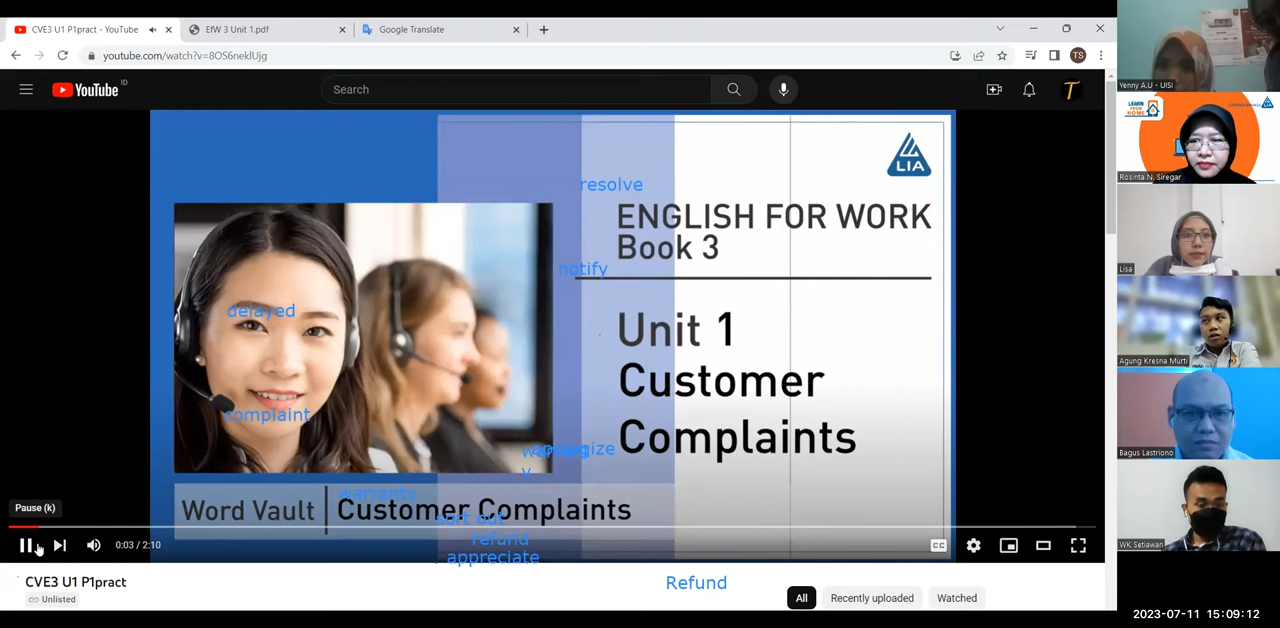 CVE3 U1 P1pract - YouTube
EfW 3 Unit 1.pdf
Google Translate
youtube.com/watch?v=8OS6neklUjg
TS
YouTube ID
Search
T
LIA
resolve
ENGLISH FOR WORK
Book 3
notify
delayed
Unit 1
Customer
Complaints
complaint
apologize
warranty
Word Vault
Customer Complaints
sort out
refund
appreciate
Pause (k)
0:03 / 2:10
CC
CVE3 U1 P1pract
Unlisted
Refund
All
Recently uploaded
Watched
Yenny A.U - UISI
LEARN
FROM
HOME
Rosinta N. Siregar
Lisa
Agung Kresna Murti
Bagus Lastriono
WK Setiawan
2023-07-11 15:09:12